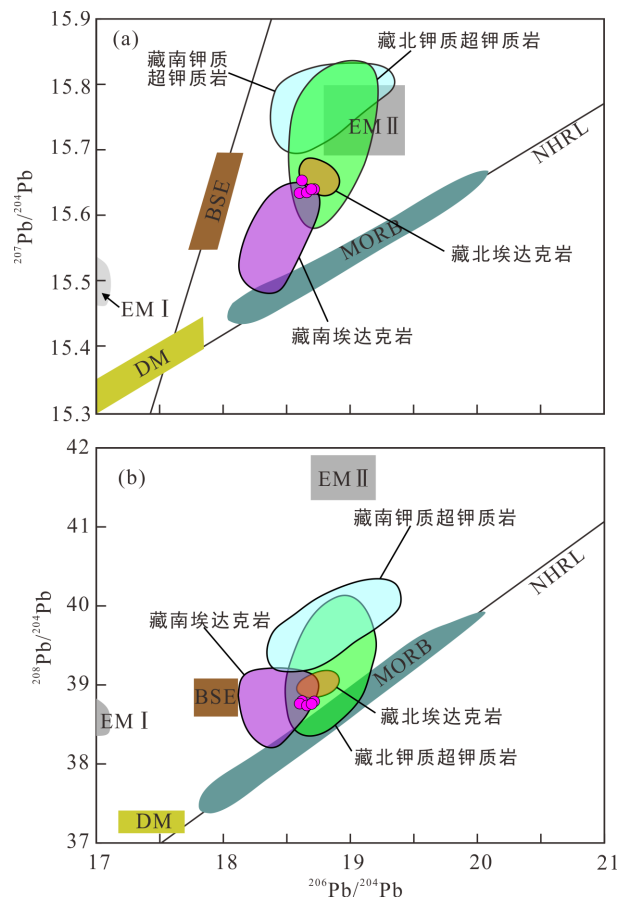 (a)
15.9
15.8
15.7
15.6
15.5
15.4
15.3
²⁰⁷Pb/²⁰⁴Pb
藏南钾质
超钾质岩
藏北钾质超钾质岩
EMⅡ
NHRL
BSE
MORB
藏北埃达克岩
EMⅠ
藏南埃达克岩
DM
(b)
42
41
40
39
38
37
²⁰⁸Pb/²⁰⁴Pb
EMⅡ
藏南钾质超钾质岩
NHRL
藏南埃达克岩
MORB
BSE
EMⅠ
藏北埃达克岩
藏北钾质超钾质岩
DM
17
18
19
20
21
²⁰⁶Pb/²⁰⁴Pb